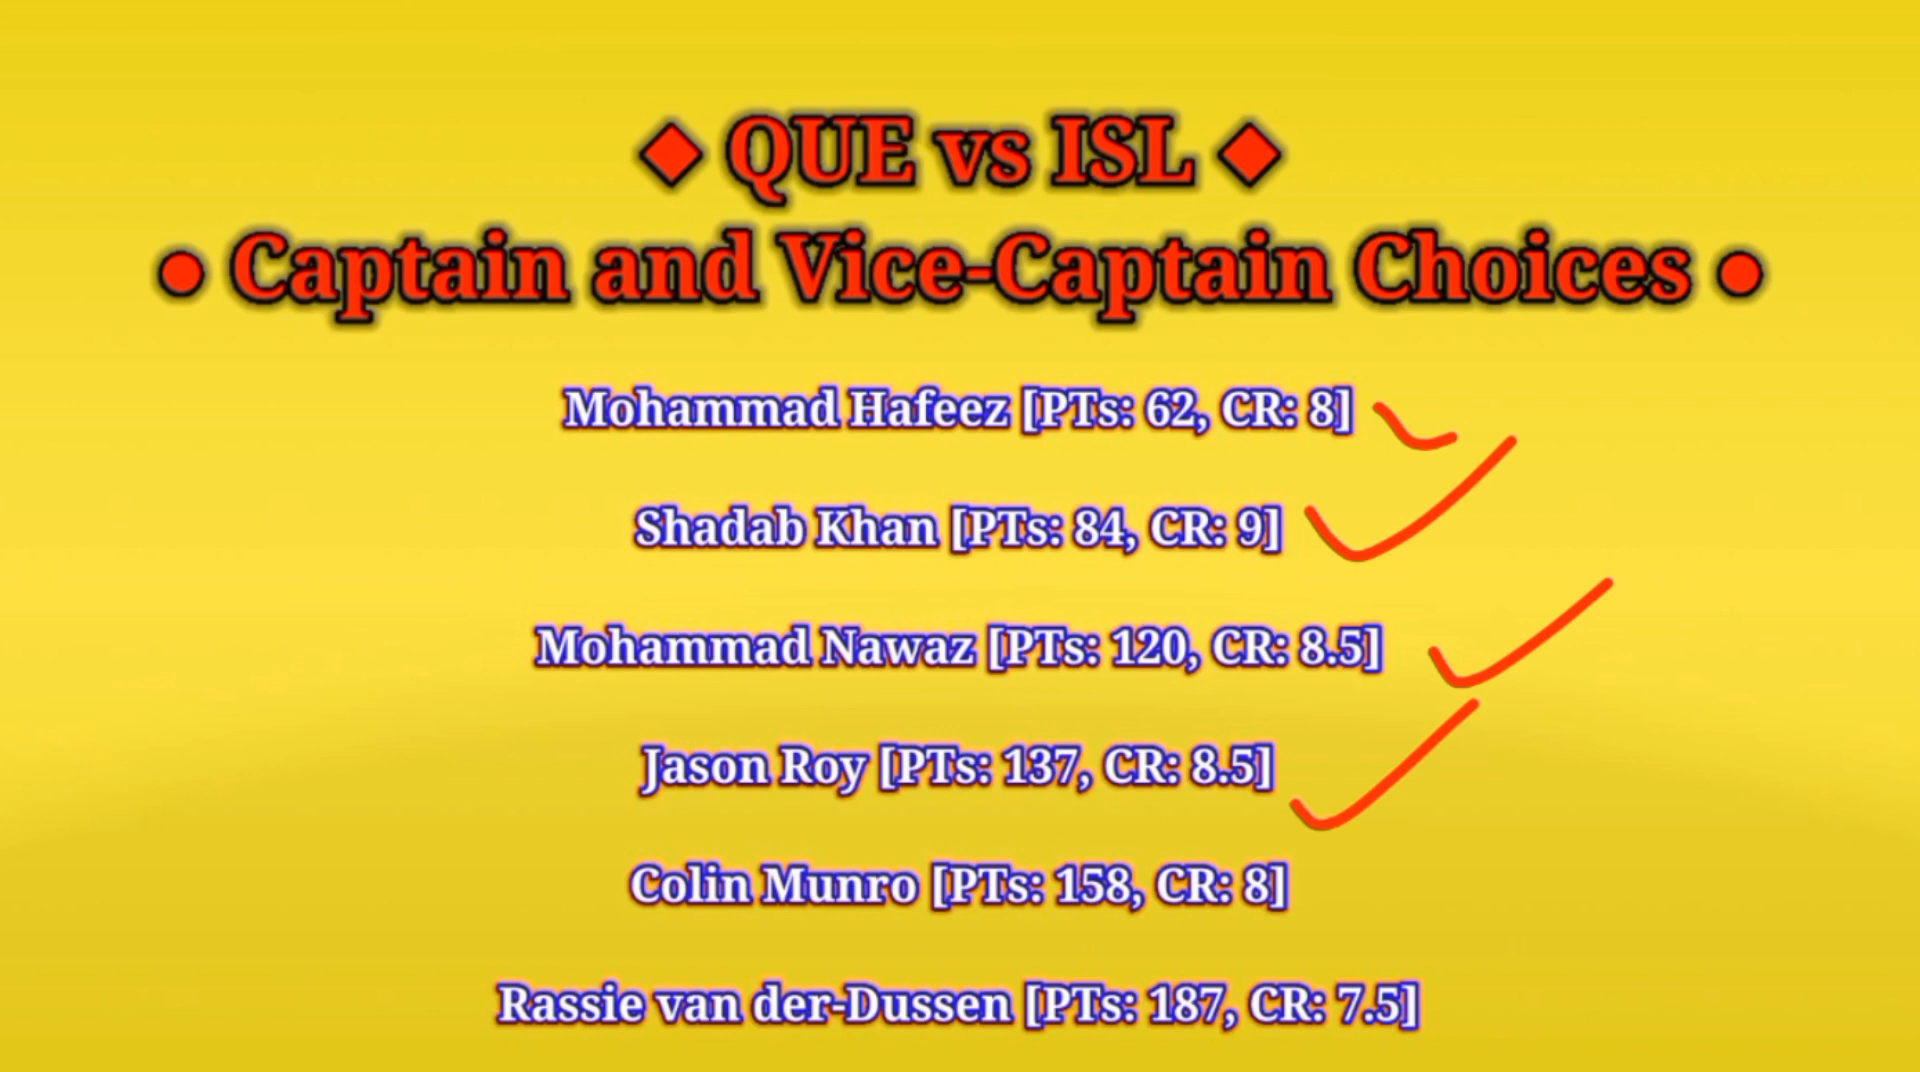 ◆ QUE vs ISL ◆
● Captain and Vice-Captain Choices ●
Mohammad Hafeez [PTs: 62, CR: 8]
Shadab Khan [PTs: 84, CR: 9]
Mohammad Nawaz [PTs: 120, CR: 8.5]
Jason Roy [PTs: 137, CR: 8.5]
Colin Munro [PTs: 158, CR: 8]
Rassie van der-Dussen [PTs: 187, CR: 7.5]